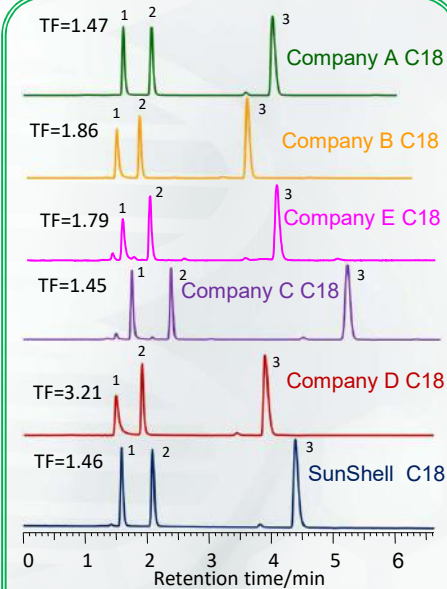 TF=1.47
1
2
3
Company A C18
TF=1.86
1
2
3
Company B C18
TF=1.79
1
2
3
Company E C18
TF=1.45
1
2
3
Company C C18
TF=3.21
1
2
3
Company D C18
TF=1.46
1
2
3
SunShell C18
0 1 2 3 4 5 6
Retention time/min